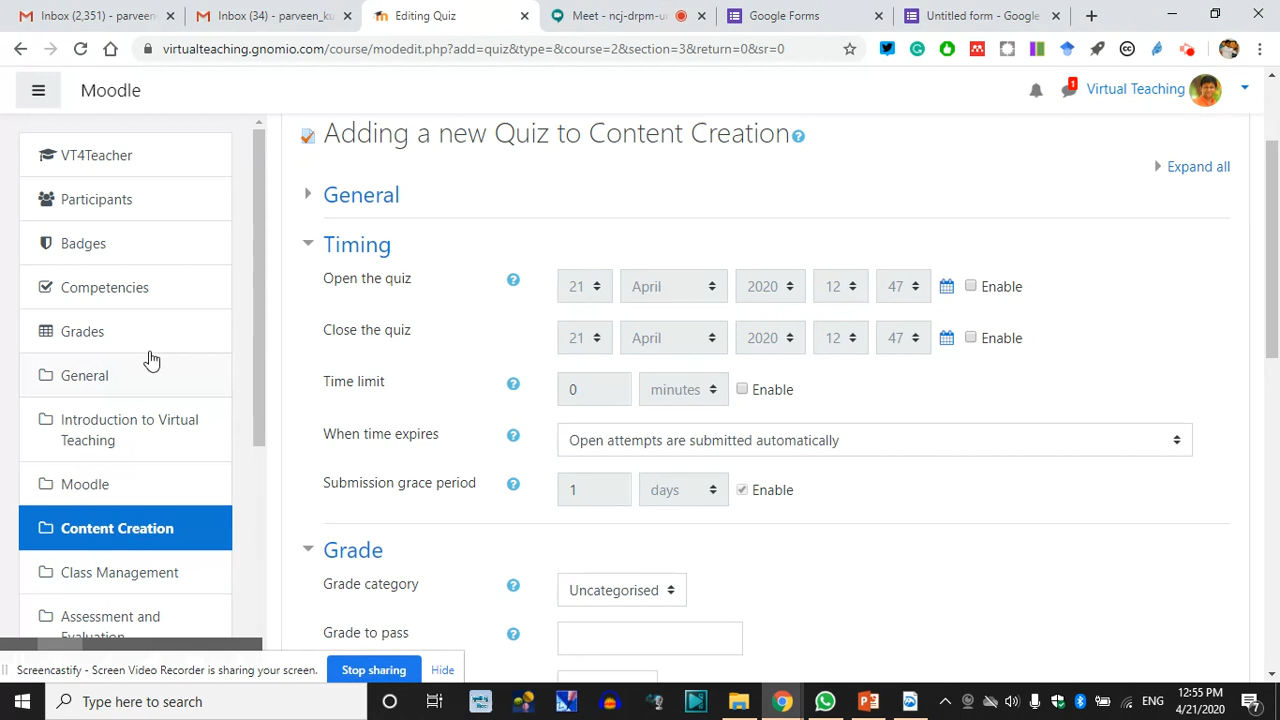 Inbox (2,351) - parveen
Inbox (34) - parveen_ku
Editing Quiz
Meet - ncj-drpm-ur
Google Forms
Untitled form - Google
virtualteaching.gnomio.com/course/modedit.php?add=quiz&type=&course=2&section=3&return=0&sr=0
Moodle
1
Virtual Teaching
VT4Teacher
Participants
Badges
Competencies
Grades
General
Introduction to Virtual
Teaching
Moodle
Content Creation
Class Management
Assessment and
Evaluation
Adding a new Quiz to Content Creation
Expand all
General
Timing
Open the quiz
21 April 2020 12 47 Enable
Close the quiz
21 April 2020 12 47 Enable
Time limit
0 minutes Enable
When time expires
Open attempts are submitted automatically
Submission grace period
1 days Enable
Grade
Grade category
Uncategorised
Grade to pass
Screencastify - Screen Video Recorder is sharing your screen.
Stop sharing
Hide
Type here to search
ENG
12:55 PM
4/21/2020
7